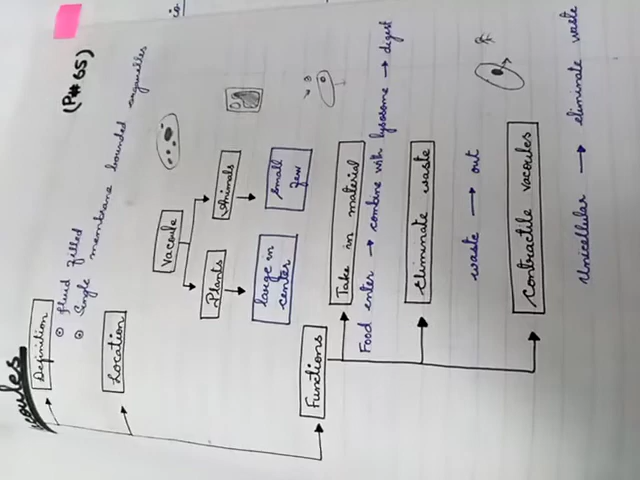 (P# 65)
Definition
⊙ Fluid filled
⊙ Single membrane bounded organelles
Location
Vacuole
Plants
Animals
large in
center
small
few
Functions
Take in material
Food enter → combine with lysosome → digest
Eliminate waste
waste → out
Contractile vacuoles
Unicellular → eliminate waste